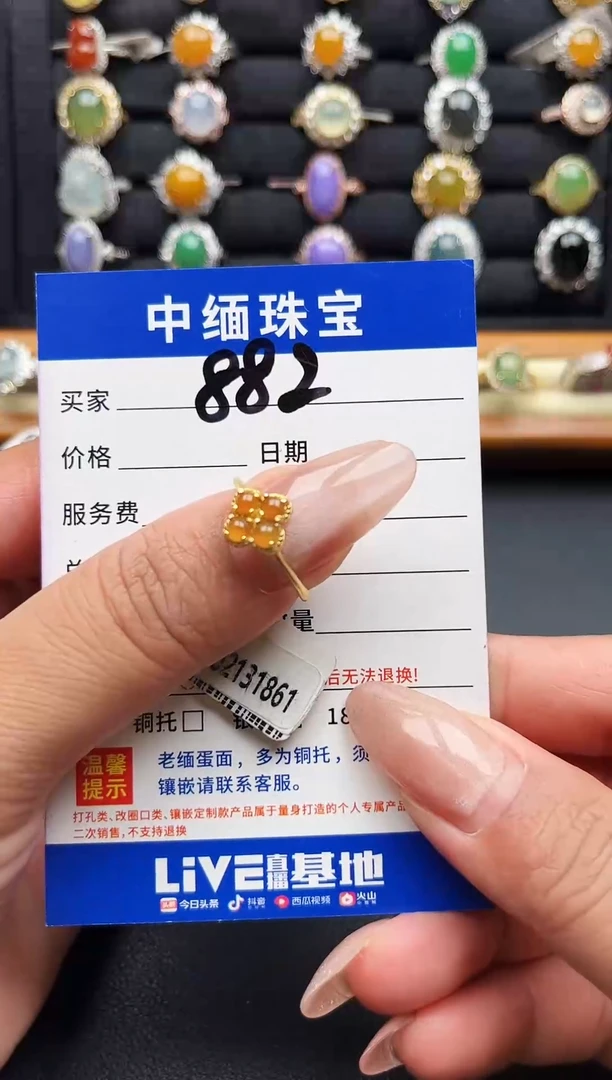 中缅珠宝
买家 882
价格 日期
服务费
量
2131861
后无法退换!
铜托□ 18
温馨提示
老缅蛋面，多为铜托，须
镶嵌请联系客服。
打孔类、改圈口类、镶嵌定制款产品属于量身打造的个人专属产品
二次销售，不支持退换
LiVE直播基地
今日头条 抖音 西瓜视频 火山